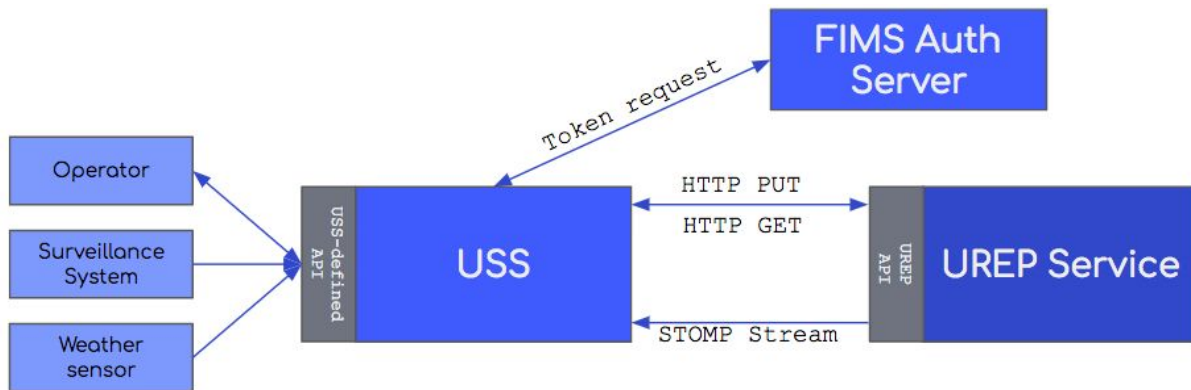 FIMS Auth
Server
Token request
Operator
Surveillance
System
Weather
sensor
USS-defined
API
USS
HTTP PUT
HTTP GET
STOMP Stream
UREP
API
UREP Service